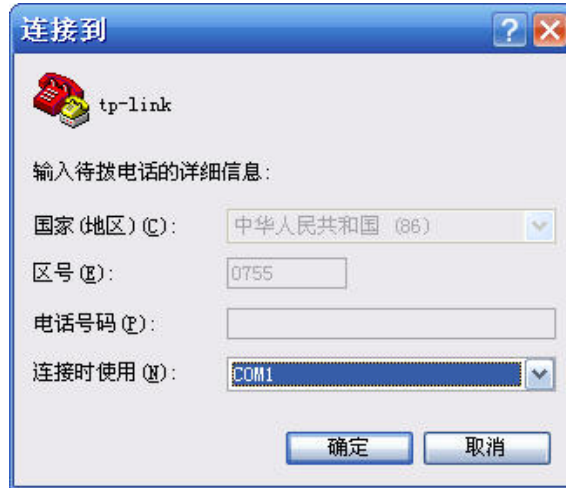 连接到
tp-link
输入待拨电话的详细信息:
国家(地区)(C): 中华人民共和国 (86)
区号(E): 0755
电话号码(P):
连接时使用(N): COM1
确定 取消